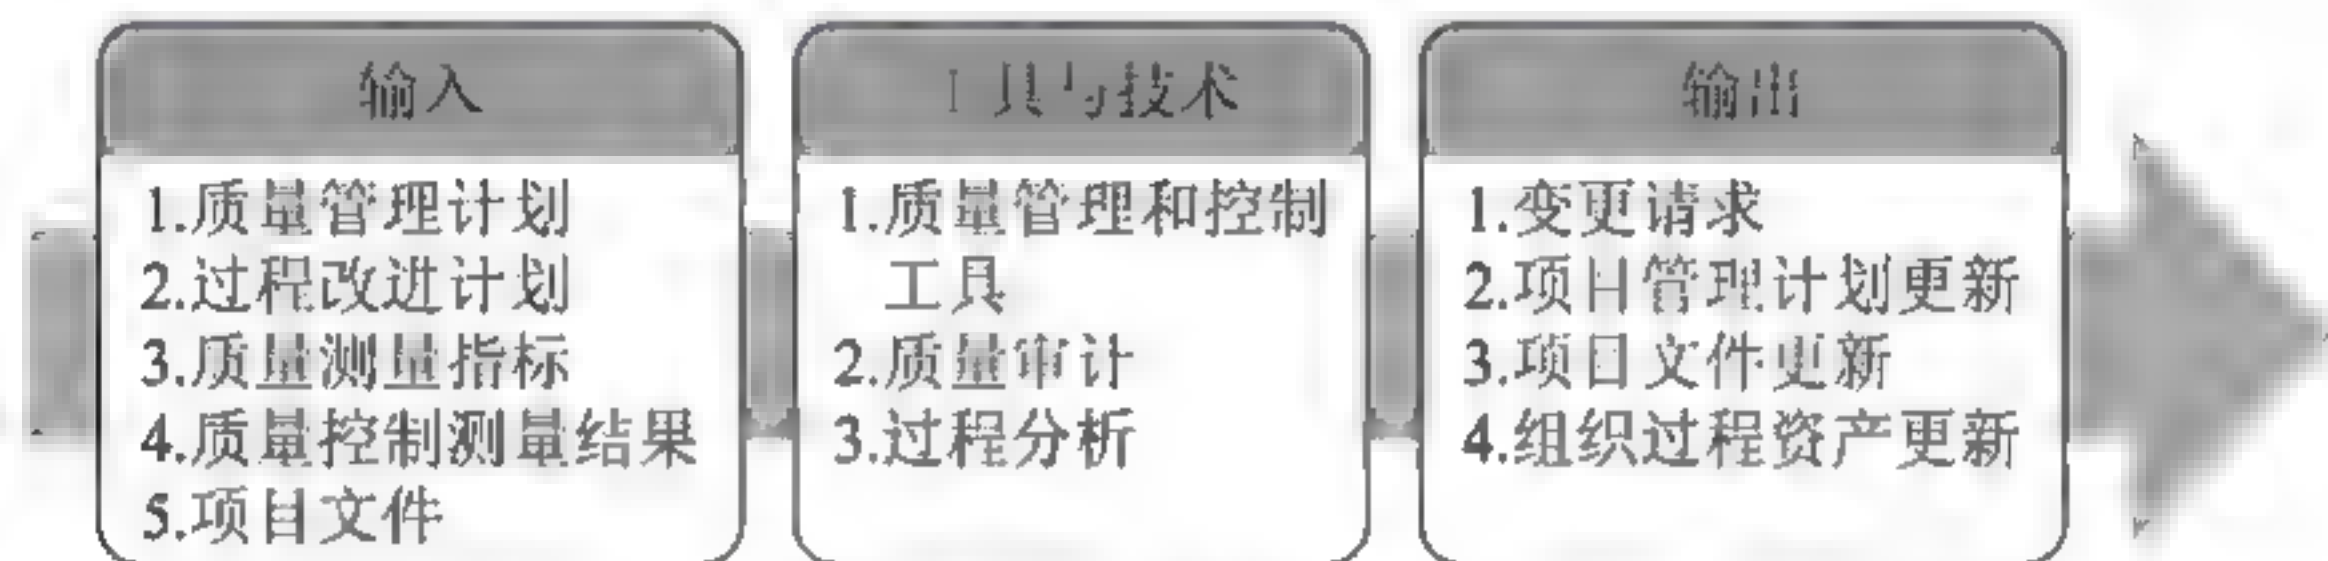 输入
1.质量管理计划
2.过程改进计划
3.质量测量指标
4.质量控制测量结果
5.项目文件
工具与技术
1.质量管理和控制
工具
2.质量审计
3.过程分析
输出
1.变更请求
2.项目管理计划更新
3.项目文件更新
4.组织过程资产更新